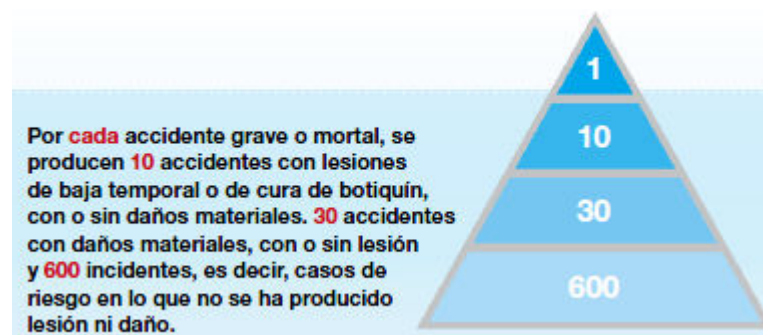 Por cada accidente grave o mortal, se
producen 10 accidentes con lesiones
de baja temporal o de cura de botiquín,
con o sin daños materiales. 30 accidentes
con daños materiales, con o sin lesión
y 600 incidentes, es decir, casos de
riesgo en lo que no se ha producido
lesión ni daño.
1
10
30
600